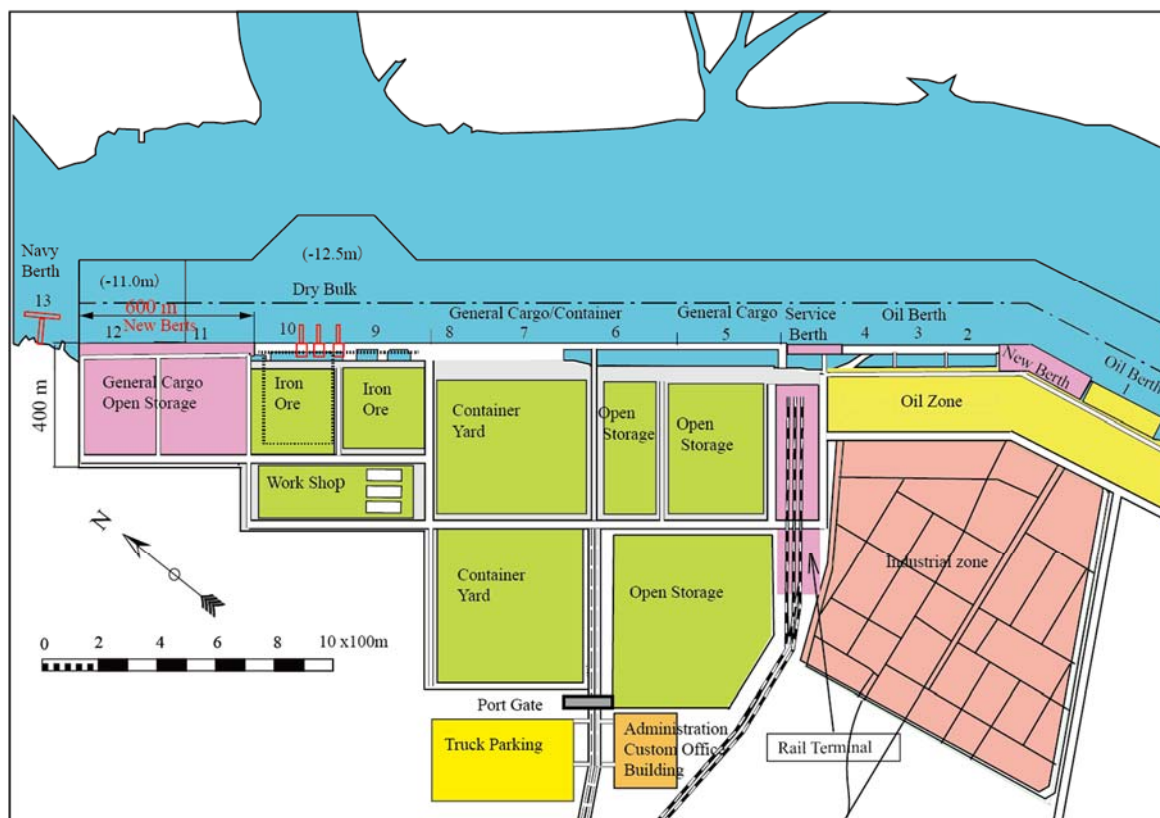 Navy
Berth
13
(-11.0m)
(-12.5m)
600 m
New Berts
12
11
Dry Bulk
10
9
General Cargo/Container
8
7
6
General Cargo
5
Service
Berth
Oil Berth
4
3
2
New Berth
Oil Berth
1
400 m
General Cargo
Open Storage
Iron
Ore
Iron
Ore
Container
Yard
Open
Storage
Open
Storage
Oil Zone
Work Shop
N
Container
Yard
Open Storage
Industrial zone
0 2 4 6 8 10 x100m
Port Gate
Truck Parking
Administration
Custom Office
Building
Rail Terminal